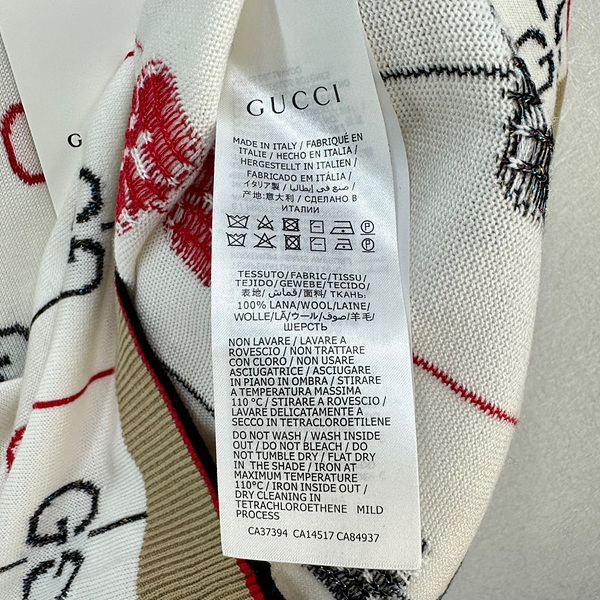 G
GUCCI
MADE IN ITALY / FABRIQUÉ EN
ITALIE / HECHO EN ITALIA /
HERGESTELLT IN ITALIEN /
FABRICADO EM ITÁLIA /
イタリア製 / صنع في إيطاليا /
产地:意大利 / СДЕЛАНО В
ИТАЛИИ
TESSUTO/FABRIC/TISSU/
TEJIDO/GEWEBE/TECIDO/
表地/قماش/面料/ ТКАНЬ:
100% LANA/WOOL/LAINE/
WOLLE/LÃ/ウール/صوف/羊毛/
ШЕРСТЬ
NON LAVARE / LAVARE A
ROVESCIO / NON TRATTARE
CON CLORO / NON USARE
ASCIUGATRICE / ASCIUGARE
IN PIANO IN OMBRA / STIRARE
A TEMPERATURA MASSIMA
110 °C / STIRARE A ROVESCIO /
LAVARE DELICATAMENTE A
SECCO IN TETRACLOROETILENE
DO NOT WASH / WASH INSIDE
OUT / DO NOT BLEACH / DO
NOT TUMBLE DRY / FLAT DRY
IN THE SHADE / IRON AT
MAXIMUM TEMPERATURE
110°C / IRON INSIDE OUT /
DRY CLEANING IN
TETRACHLOROETHENE MILD
PROCESS
CA37394 CA14517 CA84937